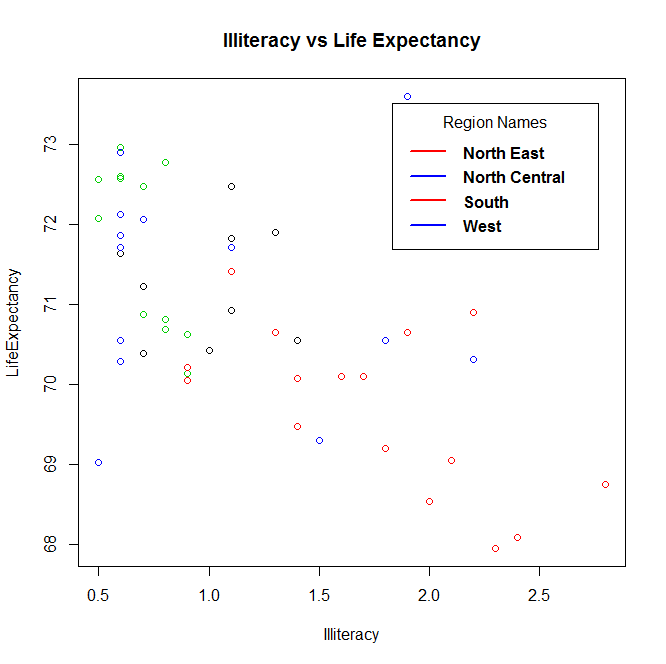 Illiteracy vs Life Expectancy
Region Names
North East
North Central
South
West
73
72
71
70
69
68
LifeExpectancy
0.5 1.0 1.5 2.0 2.5
Illiteracy